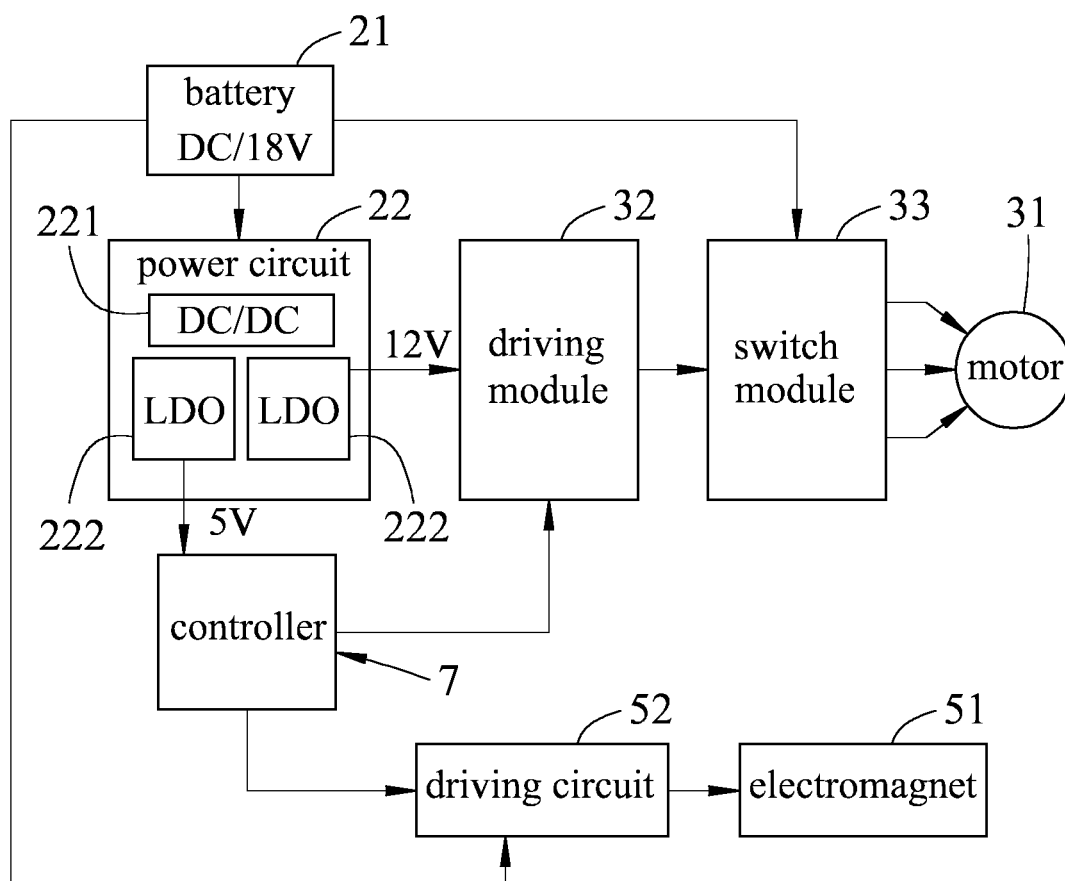 21
battery
DC/18V
221
22
32
33
31
power circuit
DC/DC
12V
driving
module
switch
module
motor
LDO
LDO
222
5V
222
controller
7
52
51
driving circuit
electromagnet